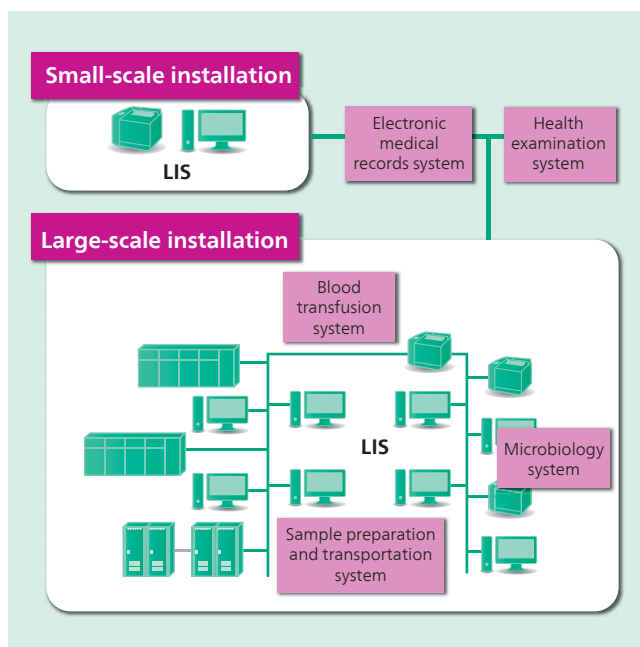 Small-scale installation
LIS
Electronic
medical
records system
Health
examination
system
Large-scale installation
Blood
transfusion
system
LIS
Microbiology
system
Sample preparation
and transportation
system